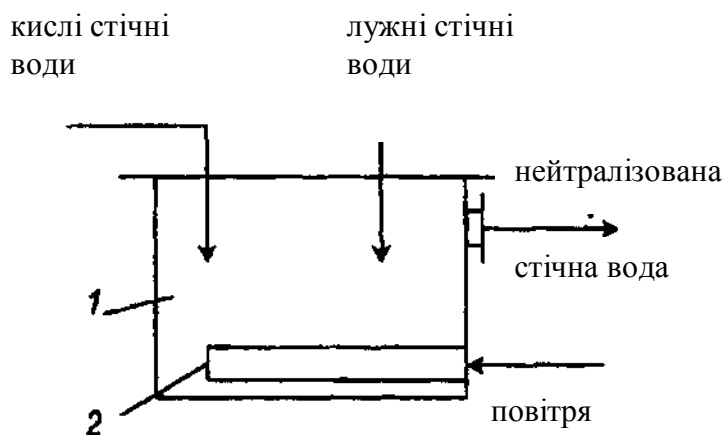 кислі стічні
води
лужні стічні
води
нейтралізована
стічна вода
1
2
повітря